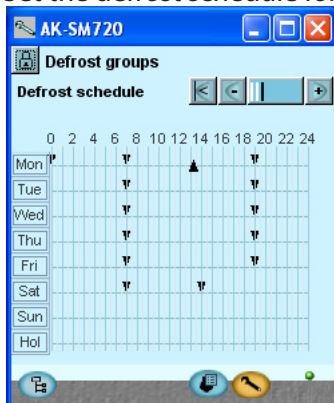 AK-SM720
Defrost groups
Defrost schedule
0 2 4 6 8 10 12 14 16 18 20 22 24
Mon
Tue
Wed
Thu
Fri
Sat
Sun
Hol